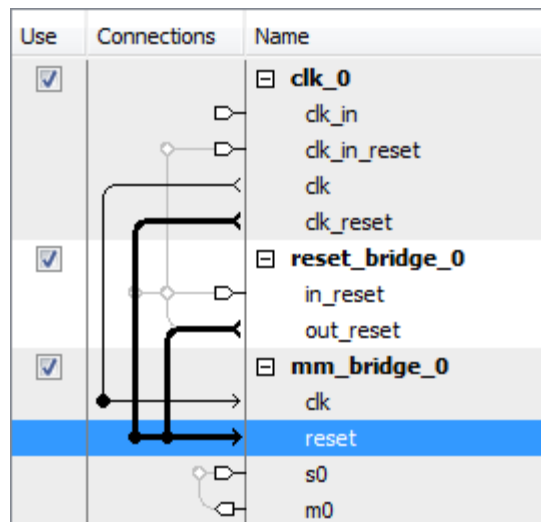 Use Connections Name
clk_0
clk_in
clk_in_reset
clk
clk_reset
reset_bridge_0
in_reset
out_reset
mm_bridge_0
clk
reset
s0
m0